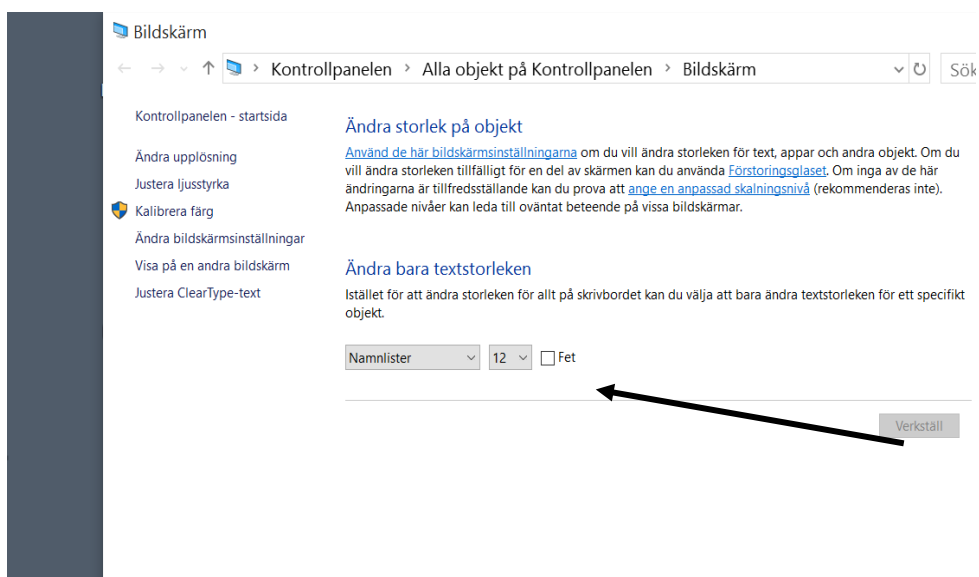 Bildskärm
Kontrollpanelen > Alla objekt på Kontrollpanelen > Bildskärm
Sök
Kontrollpanelen - startsida
Ändra upplösning
Justera ljusstyrka
Kalibrera färg
Ändra bildskärmsinställningar
Visa på en andra bildskärm
Justera ClearType-text
Ändra storlek på objekt
Använd de här bildskärmsinställningarna om du vill ändra storleken för text, appar och andra objekt. Om du
vill ändra storleken tillfälligt för en del av skärmen kan du använda Förstoringsglaset. Om inga av de här
ändringarna är tillfredsställande kan du prova att ange en anpassad skalningsnivå (rekommenderas inte).
Anpassade nivåer kan leda till oväntat beteende på vissa bildskärmar.
Ändra bara textstorleken
Istället för att ändra storleken för allt på skrivbordet kan du välja att bara ändra textstorleken för ett specifikt
objekt.
Namnlister 12 Fet
Verkställ